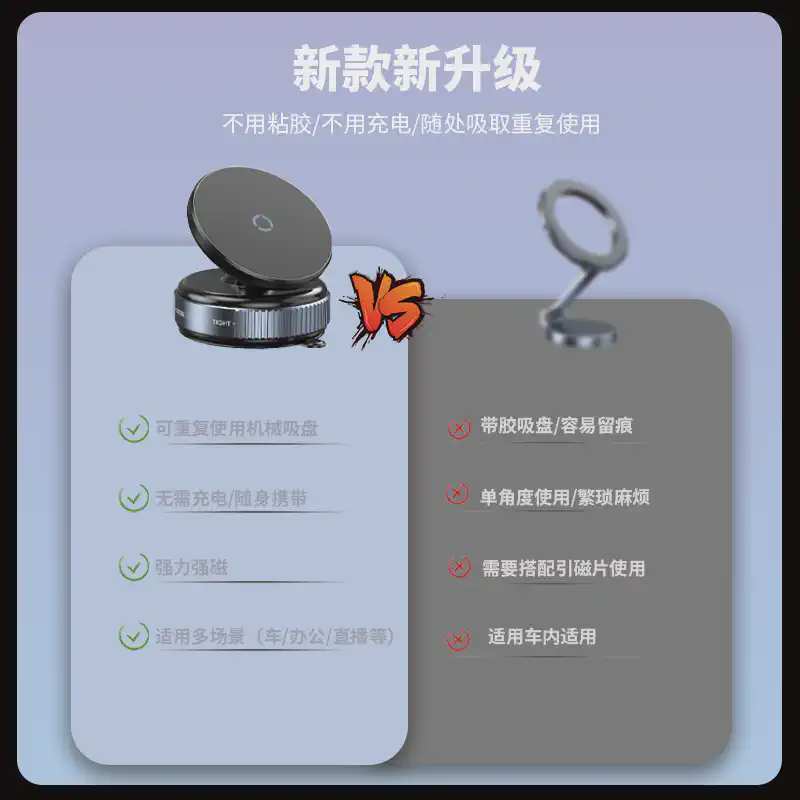 新款新升级
不用粘胶/不用充电/随处吸取重复使用
VS
TIGHT
可重复使用机械吸盘
带胶吸盘/容易留痕
无需充电/随身携带
单角度使用/繁琐麻烦
强力强磁
需要搭配引磁片使用
适用多场景（车/办公/直播等）
适用车内适用